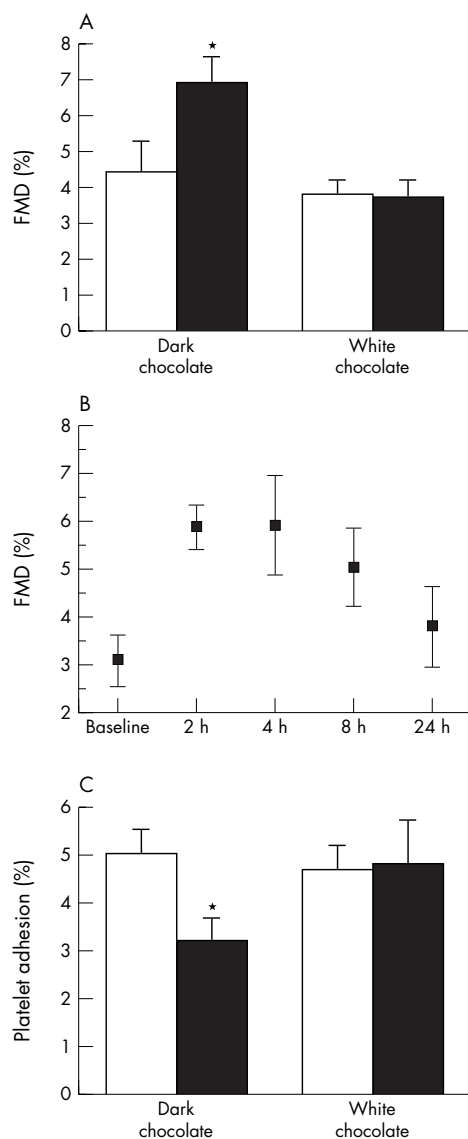 A
8
7
6
5
4
3
2
1
0
FMD (%)
*
Dark
chocolate
White
chocolate
B
8
7
6
5
4
3
2
FMD (%)
Baseline 2 h 4 h 8 h 24 h
C
6
5
4
3
2
1
0
Platelet adhesion (%)
*
Dark
chocolate
White
chocolate